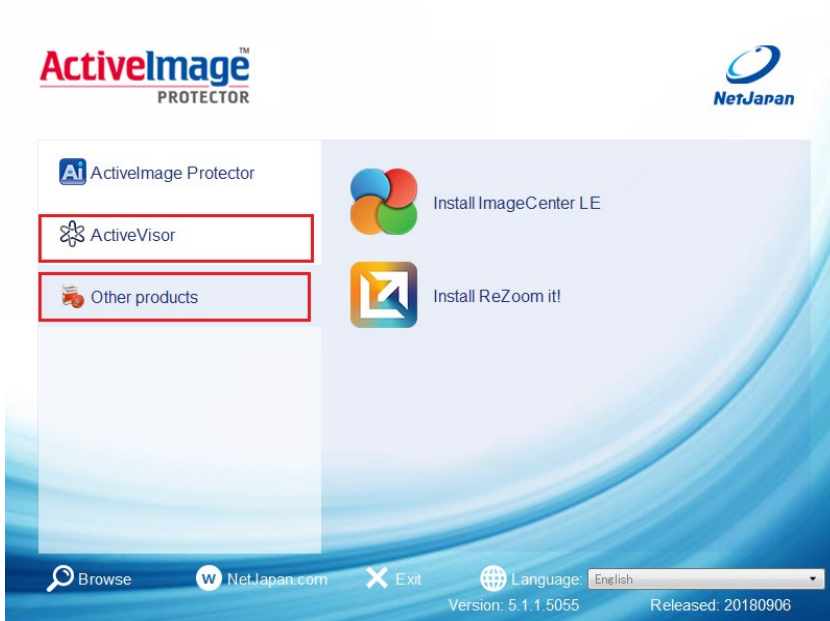 ActiveImage™
PROTECTOR
NetJapan
Ai ActiveImage Protector
ActiveVisor
Other products
Install ImageCenter LE
Install ReZoom it!
Browse
W NetJapan.com
Exit
Language: English
Version: 5.1.1.5055
Released: 20180906